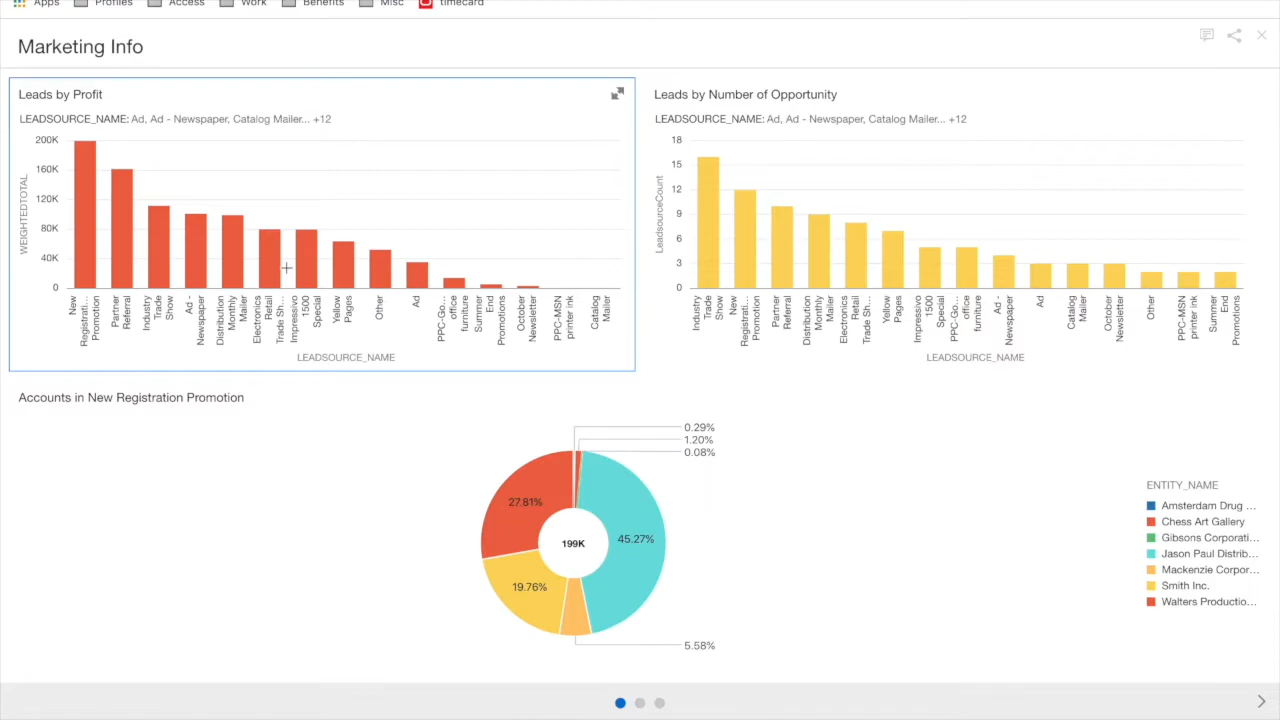 Apps Profiles Access Work Benefits Misc timecard
Marketing Info
Leads by Profit
LEADSOURCE_NAME: Ad, Ad - Newspaper, Catalog Mailer... +12
200K
160K
120K
80K
40K
0
WEIGHTEDTOTAL
New Registrati... Promotion
Partner Referral
Industry Trade Show
Ad - Newspaper
Distribution Monthly Mailer
Electronics Retail Trade Sh...
Impressivo 1500 Special
Yellow Pages
Other
Ad
PPC-Go... office furniture
Summer End Promotions
October Newsletter
PPC-MSN printer ink
Catalog Mailer
LEADSOURCE_NAME
Leads by Number of Opportunity
LEADSOURCE_NAME: Ad, Ad - Newspaper, Catalog Mailer... +12
18
15
12
9
6
3
0
LeadsourceCount
Industry Trade Show
New Registrati... Promotion
Partner Referral
Distribution Monthly Mailer
Electronics Retail Trade Sh...
Yellow Pages
Impressivo 1500 Special
PPC-Go... office furniture
Ad - Newspaper
Ad
Catalog Mailer
October Newsletter
Other
PPC-MSN printer ink
Summer End Promotions
LEADSOURCE_NAME
Accounts in New Registration Promotion
0.29%
1.20%
0.08%
27.81%
45.27%
199K
19.76%
5.58%
ENTITY_NAME
Amsterdam Drug ...
Chess Art Gallery
Gibsons Corporati...
Jason Paul Distrib...
Mackenzie Corpor...
Smith Inc.
Walters Productio...